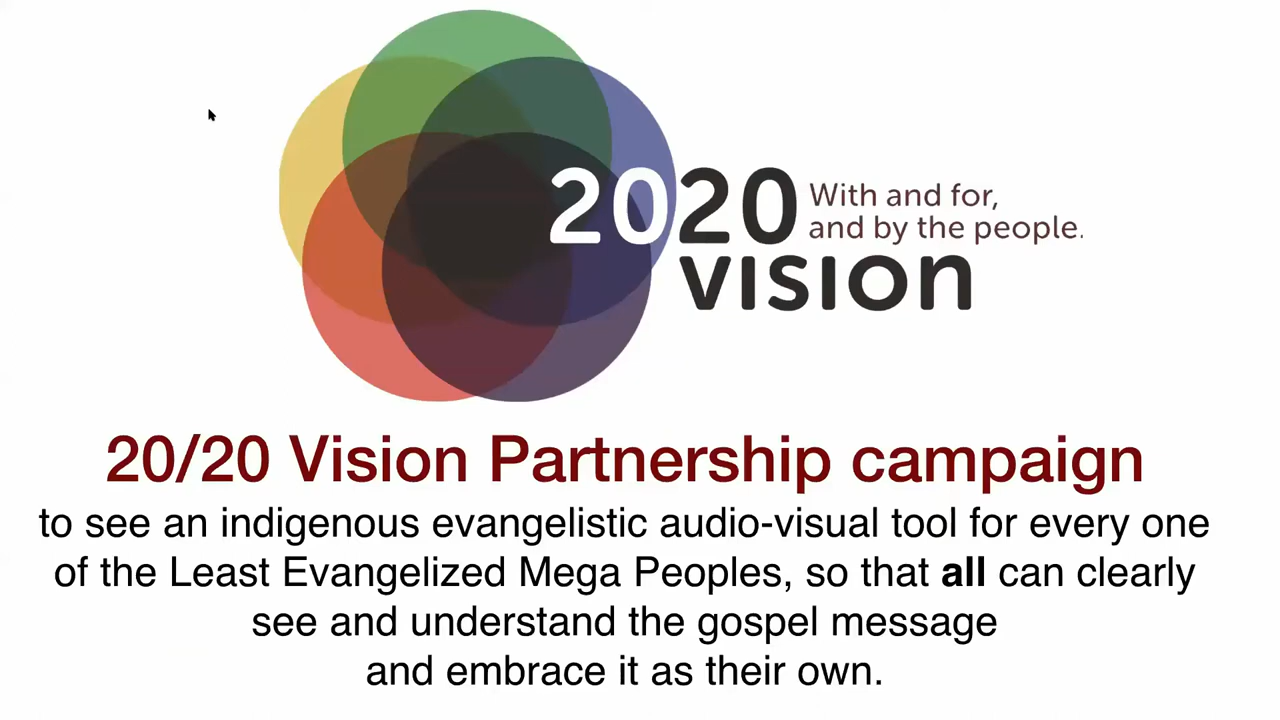 2020 With and for,
and by the people.
vision
20/20 Vision Partnership campaign
to see an indigenous evangelistic audio-visual tool for every one
of the Least Evangelized Mega Peoples, so that all can clearly
see and understand the gospel message
and embrace it as their own.